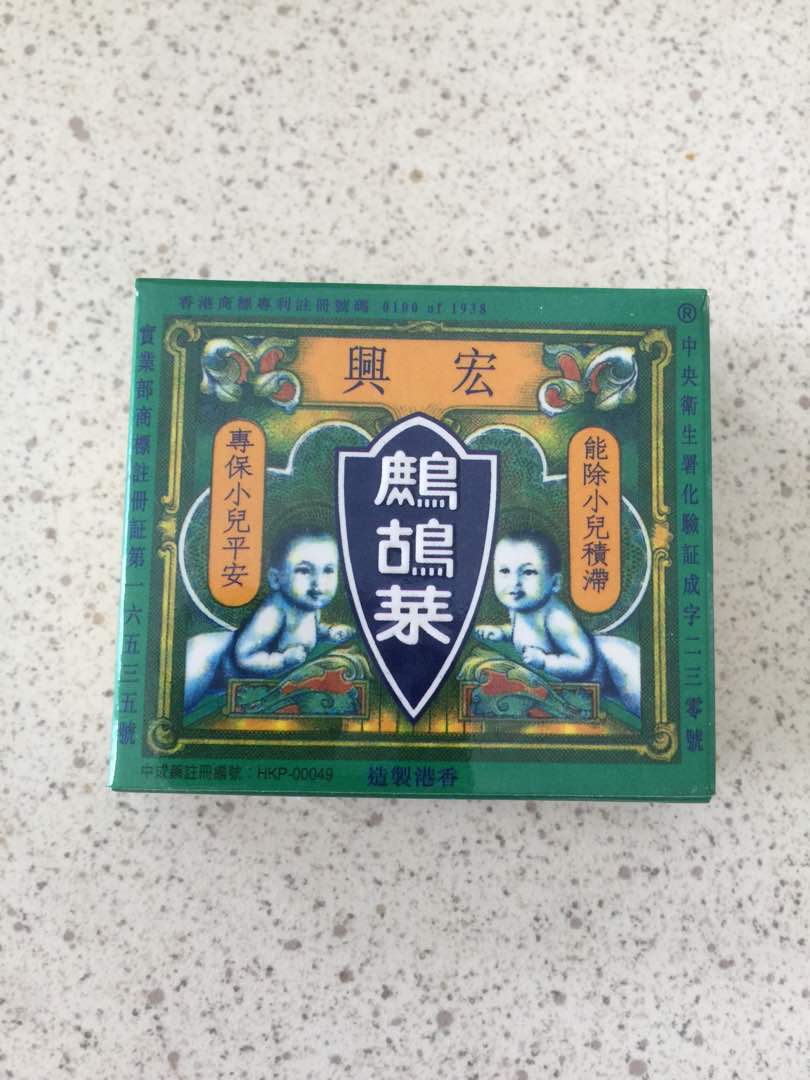 香港商標專利註冊號碼 0100 of 1938
®
興 宏
鷓鴣菜
能除小兒積滯
專保小兒平安
中央衛生署化驗証成字二三零號
實業部商標註冊証第一六五三五號
中成藥註冊編號：HKP-00049
造製港香